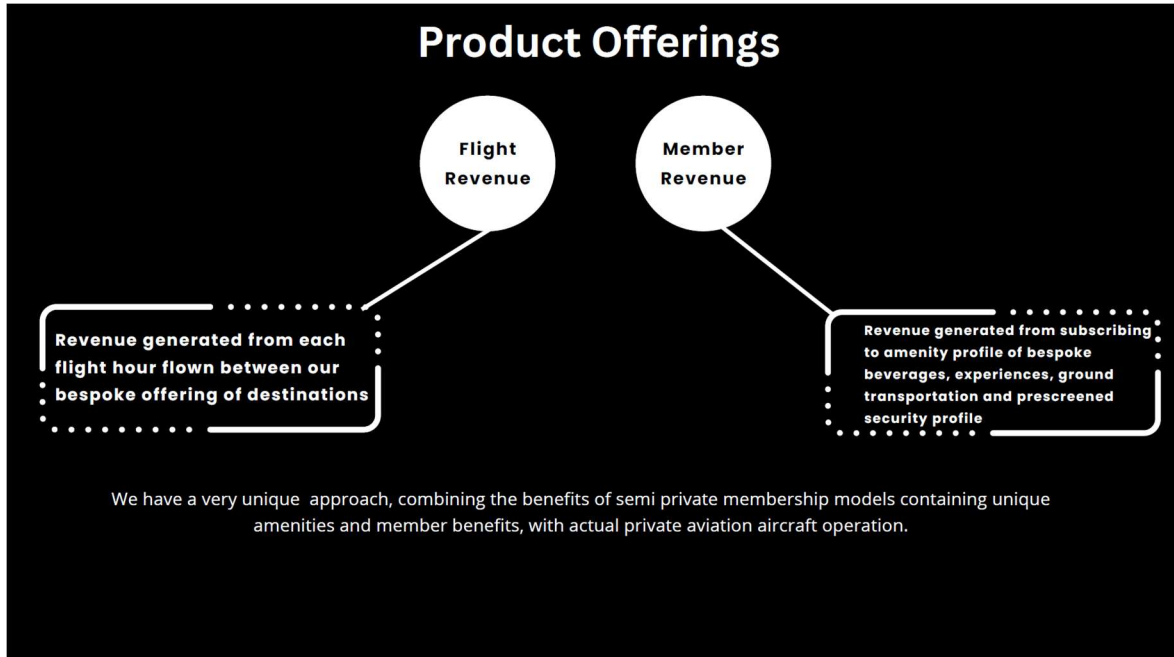 Product Offerings
Flight
Revenue
Member
Revenue
Revenue generated from each
flight hour flown between our
bespoke offering of destinations
Revenue generated from subscribing
to amenity profile of bespoke
beverages, experiences, ground
transportation and prescreened
security profile
We have a very unique  approach, combining the benefits of semi private membership models containing unique
amenities and member benefits, with actual private aviation aircraft operation.